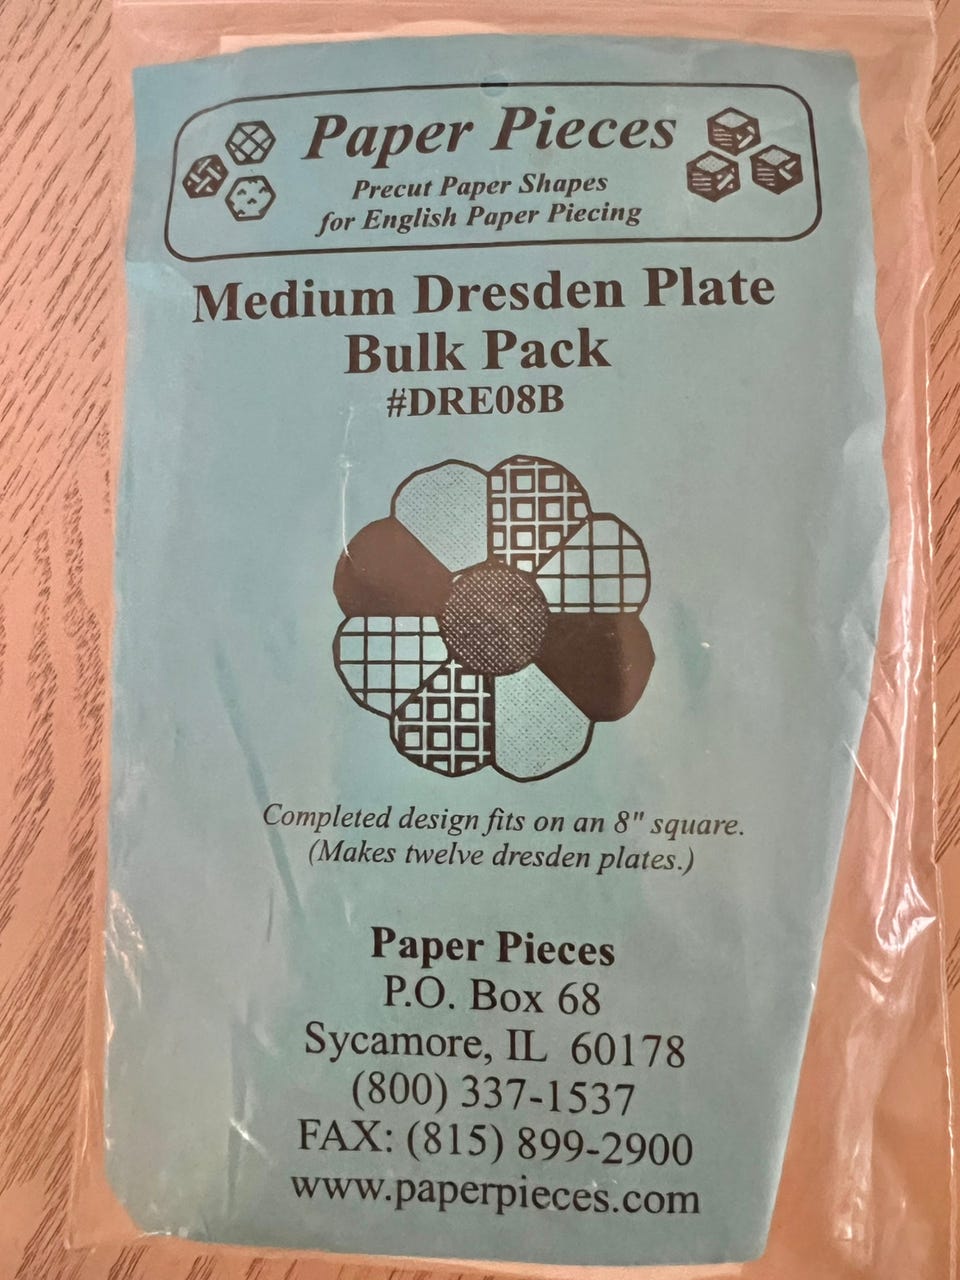 Paper Pieces
Precut Paper Shapes
for English Paper Piecing
Medium Dresden Plate
Bulk Pack
#DRE08B
Completed design fits on an 8" square.
(Makes twelve dresden plates.)
Paper Pieces
P.O. Box 68
Sycamore, IL 60178
(800) 337-1537
FAX: (815) 899-2900
www.paperpieces.com